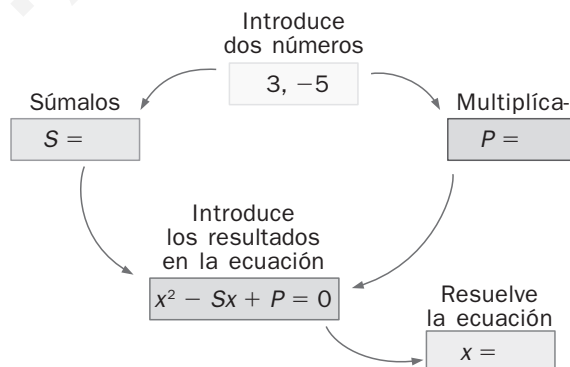 Introduce
dos números
3, −5
Súmalos
S =
Multiplíca-
P =
Introduce
los resultados
en la ecuación
x² − Sx + P = 0
Resuelve
la ecuación
x =